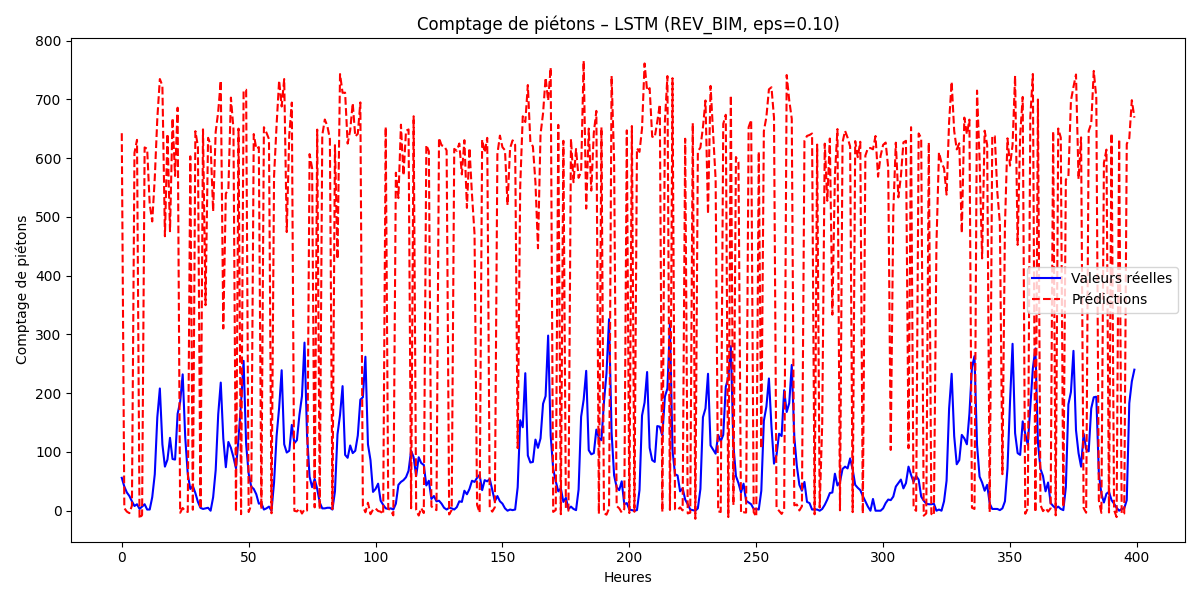 Comptage de piétons – LSTM (REV_BIM, eps=0.10)
800
700
600
500
400
300
200
100
0
Comptage de piétons
Valeurs réelles
Prédictions
0 50 100 150 200 250 300 350 400
Heures